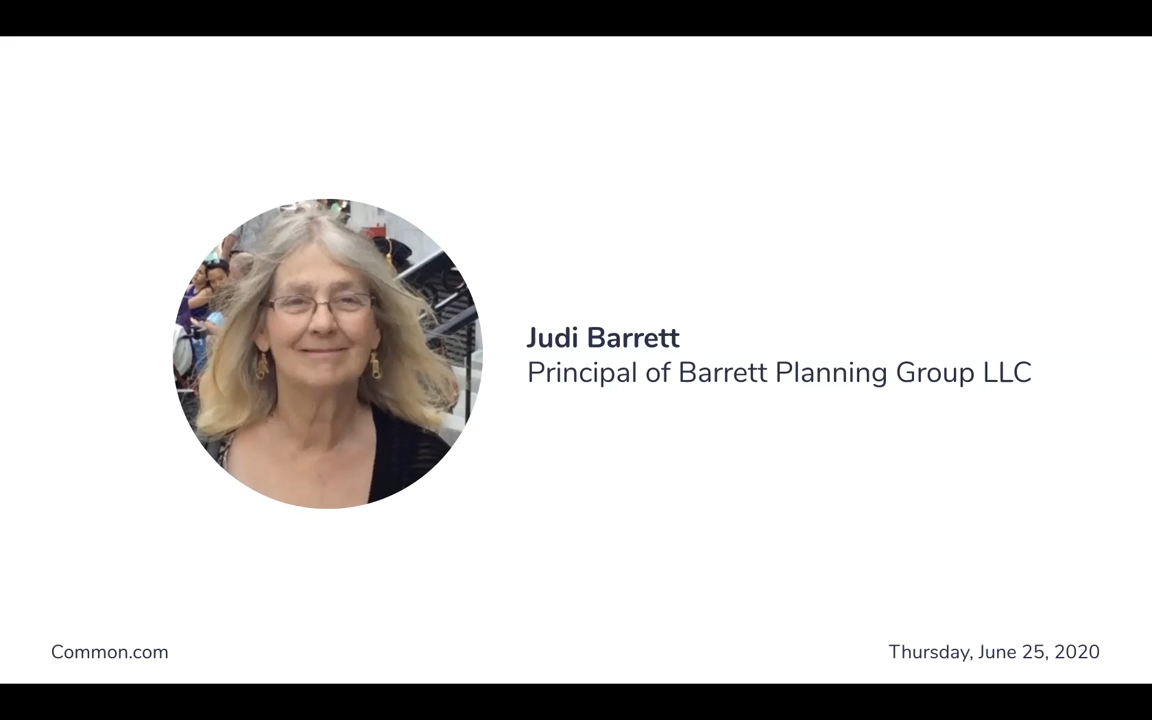 Judi Barrett
Principal of Barrett Planning Group LLC
Common.com
Thursday, June 25, 2020